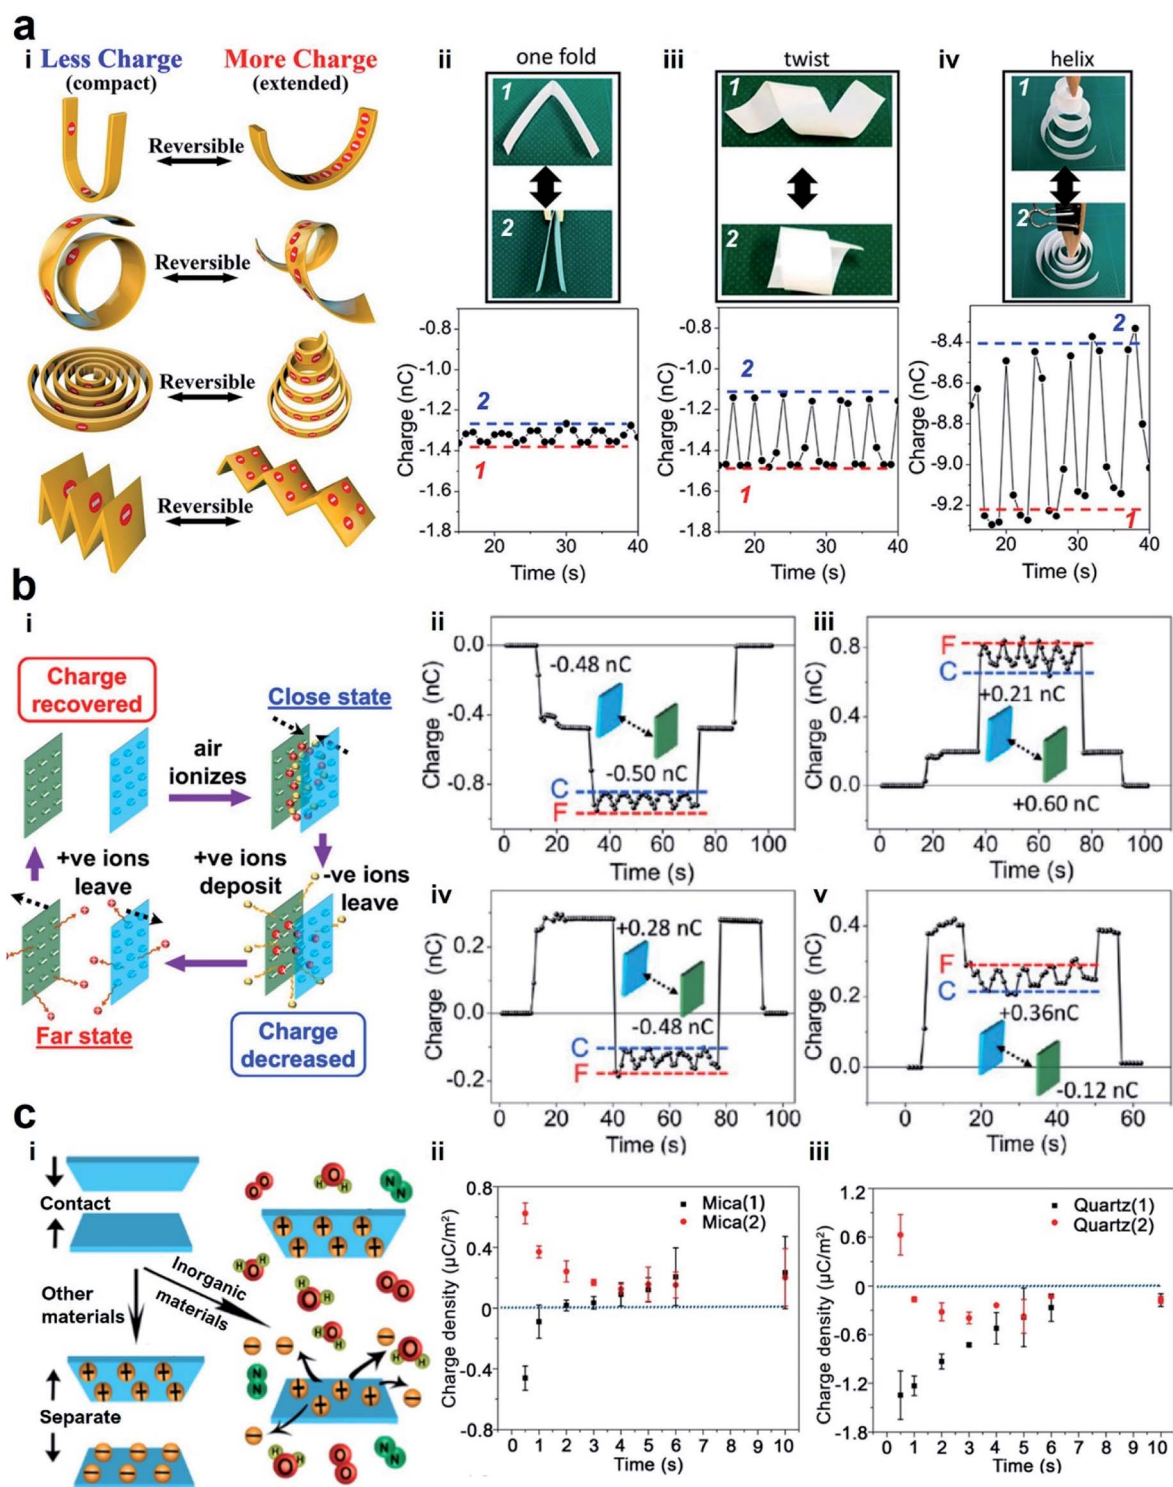 a
i
Less Charge
More Charge
(compact)
(extended)
Reversible
Reversible
Reversible
Reversible
ii
one fold
1
2
-0.8
-1.0
-1.2
-1.4
-1.6
-1.8
Charge (nC)
2
1
20
30
40
Time (s)
iii
twist
1
2
-0.8
-1.0
-1.2
-1.4
-1.6
-1.8
Charge (nC)
2
1
20
30
40
Time (s)
iv
helix
1
2
-8.4
-8.6
-8.8
-9.0
-9.2
Charge (nC)
2
1
20
30
40
Time (s)
b
i
Charge
recovered
Close state
air
ionizes
+ve ions
leave
+ve ions
deposit
-ve ions
leave
Far state
Charge
decreased
ii
0.0
-0.4
-0.8
Charge (nC)
-0.48 nC
-0.50 nC
C
F
0 20 40 60 80 100
Time (s)
iii
0.8
0.4
0.0
Charge (nC)
F
C
+0.21 nC
+0.60 nC
0 20 40 60 80 100
Time (s)
iv
0.2
0.0
-0.2
Charge (nC)
+0.28 nC
-0.48 nC
C
F
0 20 40 60 80 100
Time (s)
v
0.4
0.2
0.0
Charge (nC)
F
C
+0.36nC
-0.12 nC
0 20 40 60
Time (s)
c
i
Contact
Other
materials
Inorganic
materials
Separate
O O
H O H
N N
H O H
O O
H O H
H O H
H O H
N N
H O H
O O
N N
ii
0.8
0.4
0
-0.4
-0.8
Charge density (μC/m²)
Mica(1)
Mica(2)
0 1 2 3 4 5 6 10
Time (s)
iii
1.2
0.6
0
-0.6
-1.2
-1.8
Charge density (μC/m²)
Quartz(1)
Quartz(2)
0 1 2 3 4 5 6 7 8 9 10
Time (s)